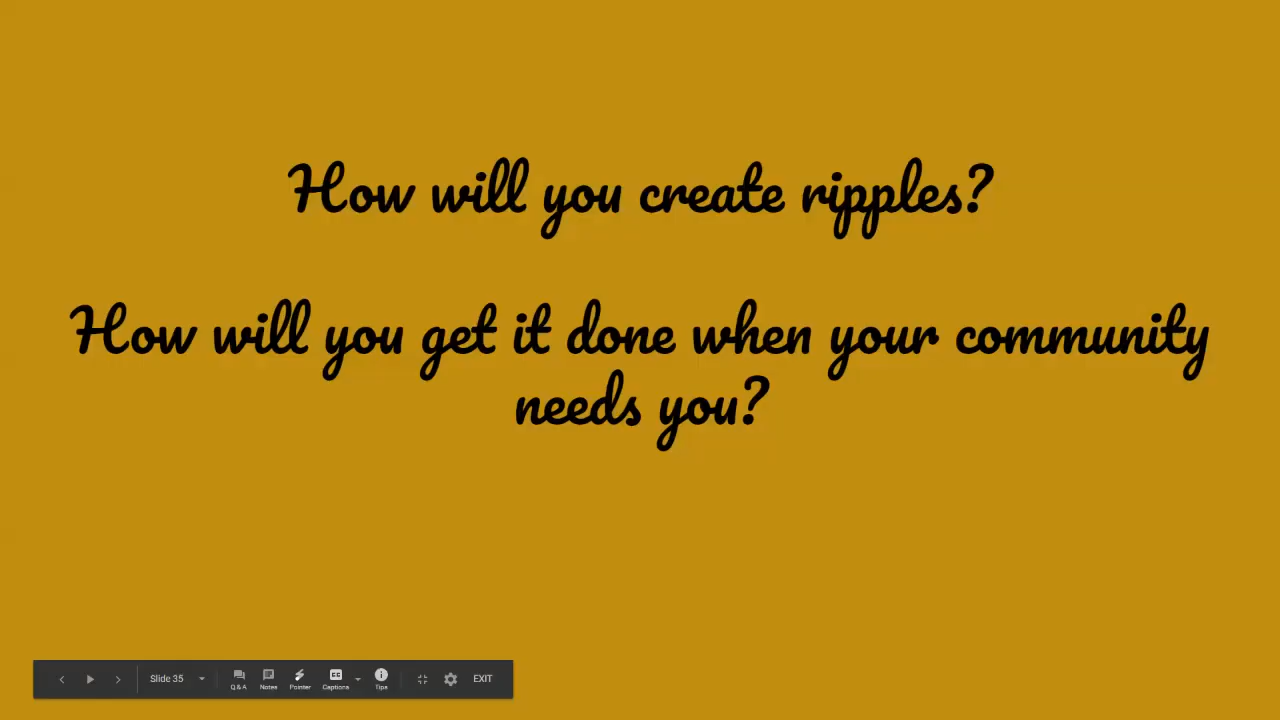 How will you create ripples?
How will you get it done when your community
needs you?
Slide 35
Q&A
Notes
Pointer
CC
Captions
Tips
EXIT